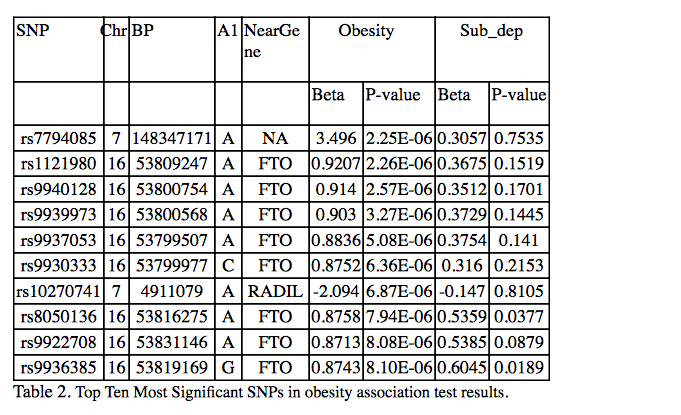 SNP Chr BP A1 NearGe Obesity Sub_dep
ne
Beta P-value Beta P-value
rs7794085 7 148347171 A NA 3.496 2.25E-06 0.3057 0.7535
rs1121980 16 53809247 A FTO 0.9207 2.26E-06 0.3675 0.1519
rs9940128 16 53800754 A FTO 0.914 2.57E-06 0.3512 0.1701
rs9939973 16 53800568 A FTO 0.903 3.27E-06 0.3729 0.1445
rs9937053 16 53799507 A FTO 0.8836 5.08E-06 0.3754 0.141
rs9930333 16 53799977 C FTO 0.8752 6.36E-06 0.316 0.2153
rs10270741 7 4911079 A RADIL -2.094 6.87E-06 -0.147 0.8105
rs8050136 16 53816275 A FTO 0.8758 7.94E-06 0.5359 0.0377
rs9922708 16 53831146 A FTO 0.8713 8.08E-06 0.5385 0.0879
rs9936385 16 53819169 G FTO 0.8743 8.10E-06 0.6045 0.0189
Table 2. Top Ten Most Significant SNPs in obesity association test results.